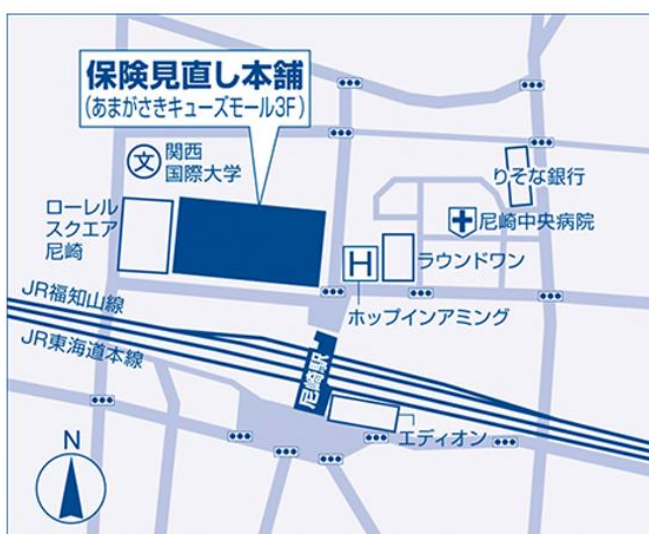 保険見直し本舗
(あまがさきキューズモール3F)
文
関西
国際大学
りそな銀行
ローレル
スクエア
尼崎
尼崎中央病院
H
ラウンドワン
JR福知山線
ホップインアミング
JR東海道本線
尼崎駅
エディオン
N